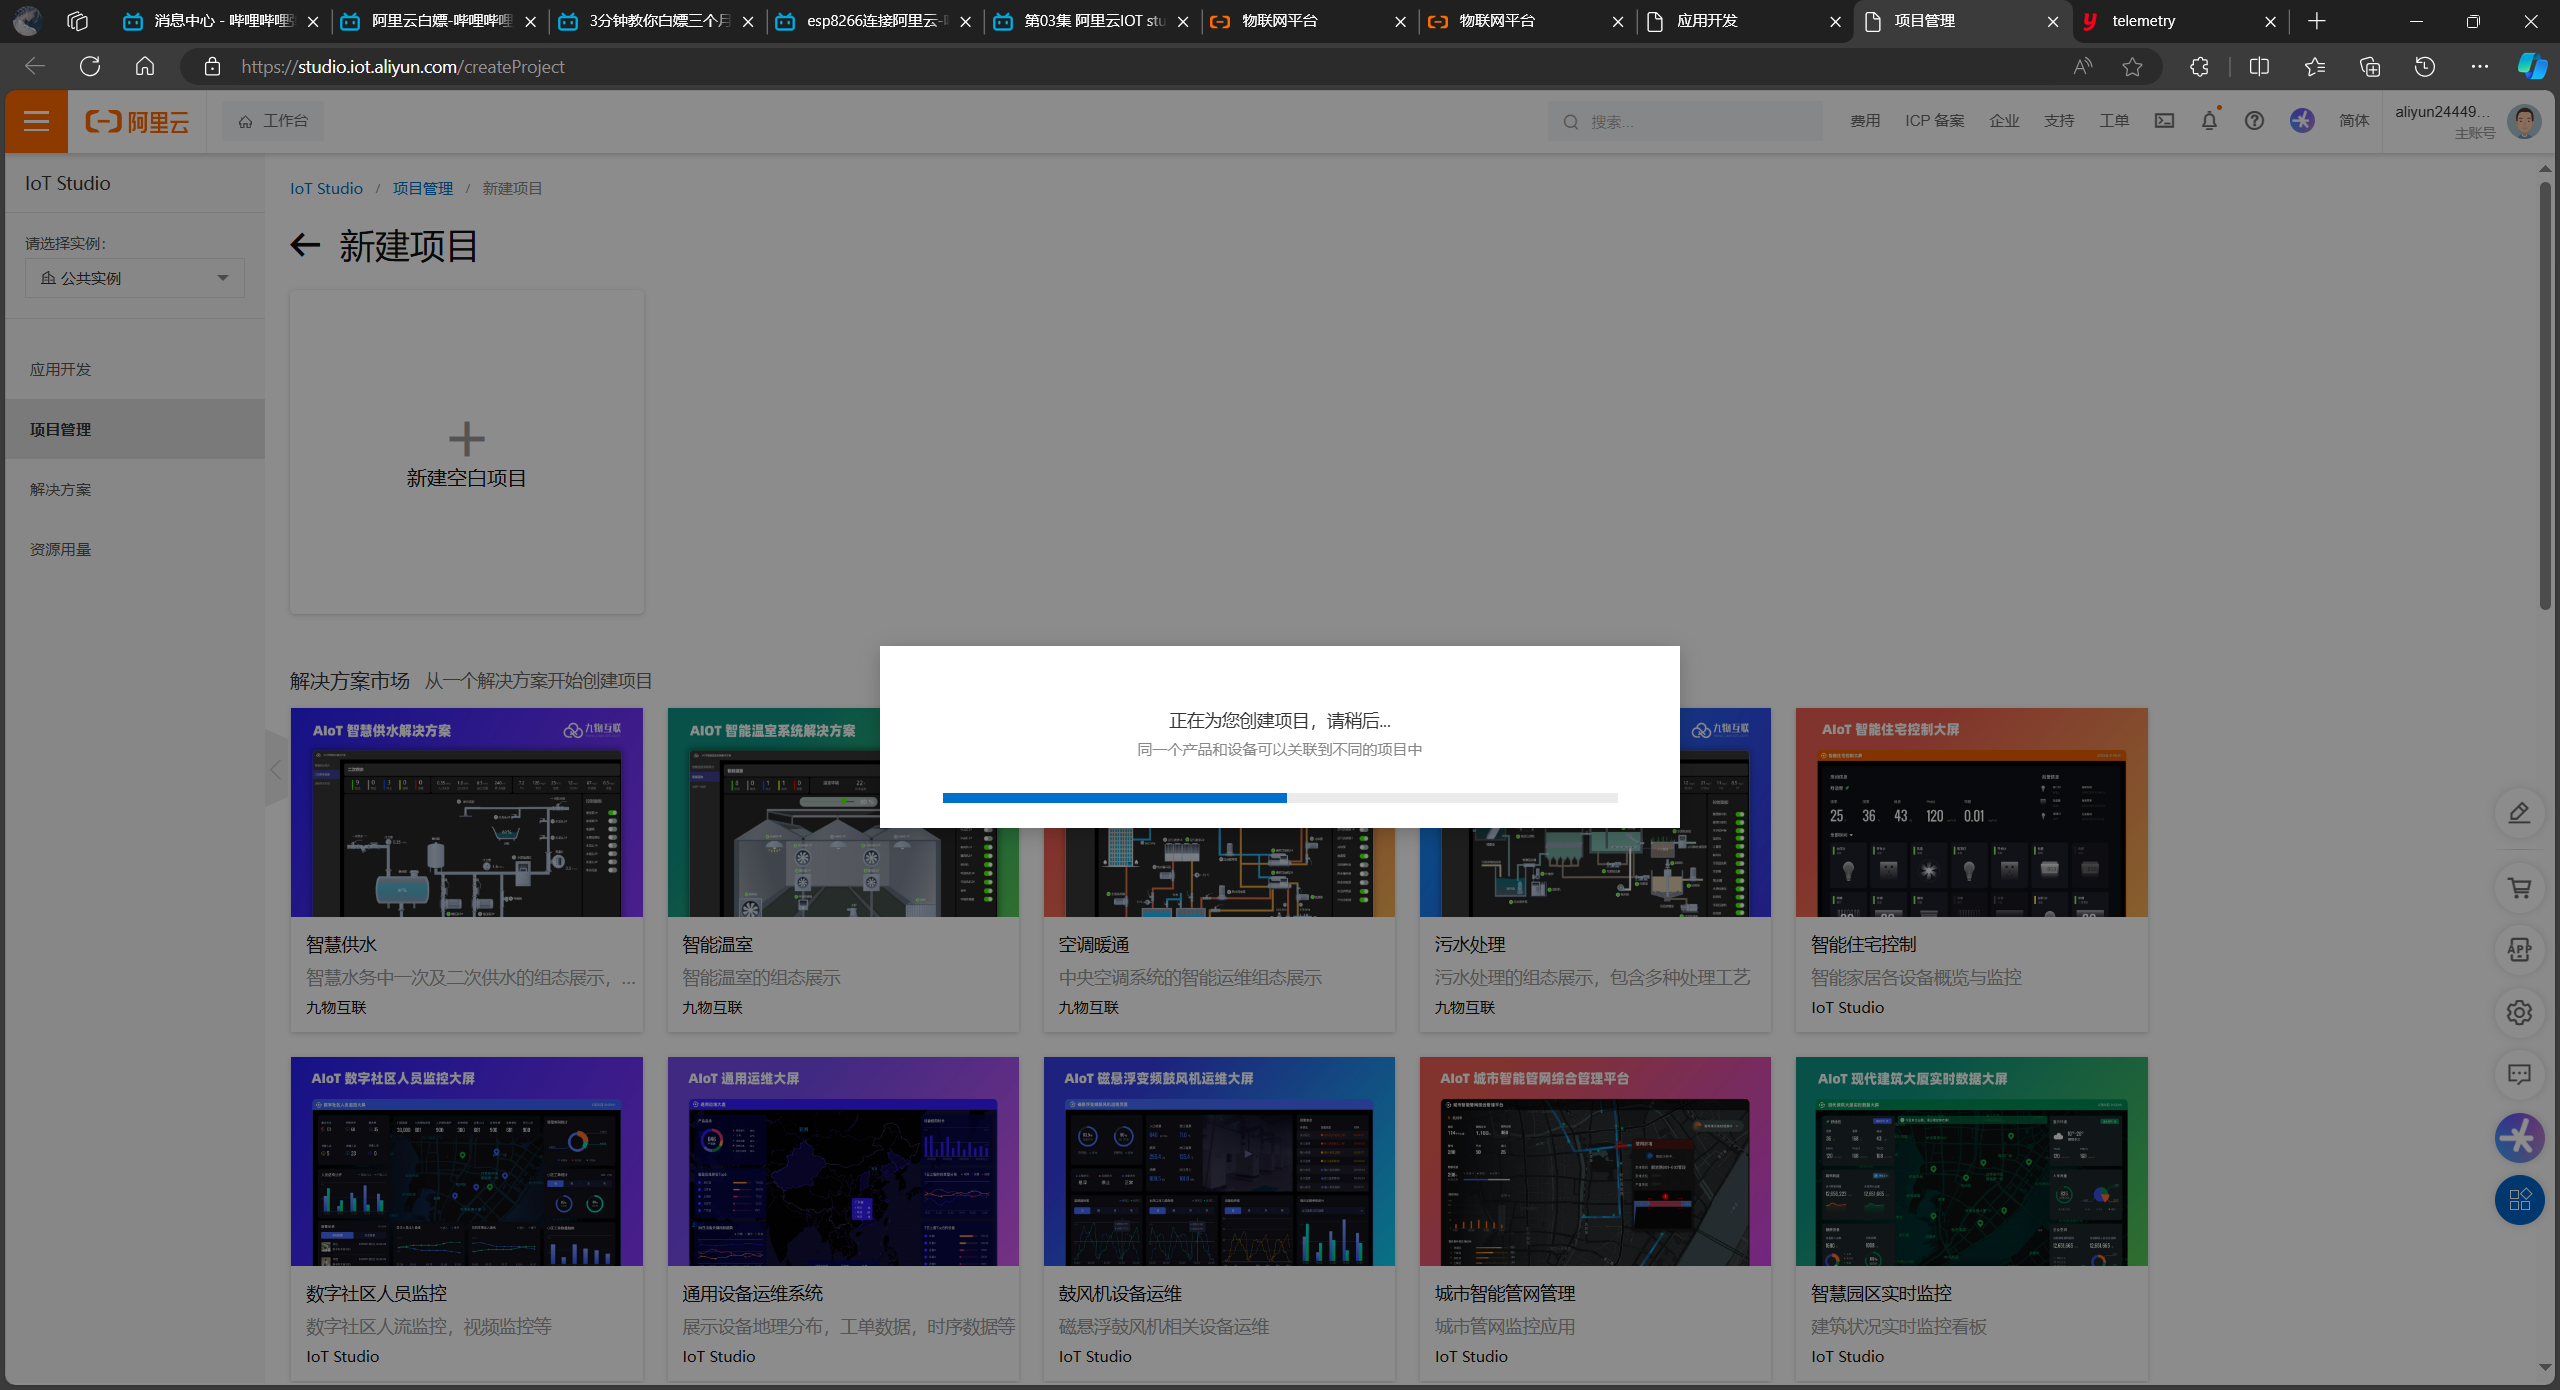 消息中心 - 哔哩哔哩
阿里云白嫖-哔哩哔哩
3分钟教你白嫖三个月
esp8266连接阿里云-
第03集 阿里云IOT stu
物联网平台
物联网平台
应用开发
项目管理
telemetry
https://studio.iot.aliyun.com/createProject
阿里云
工作台
搜索...
费用
ICP 备案
企业
支持
工单
简体
aliyun24449...
主账号
IoT Studio
请选择实例:
公共实例
应用开发
项目管理
解决方案
资源用量
IoT Studio / 项目管理 / 新建项目
新建项目
新建空白项目
正在为您创建项目，请稍后...
同一个产品和设备可以关联到不同的项目中
解决方案市场 从一个解决方案开始创建项目
AIoT 智慧供水解决方案
九物互联
AIOT 智能温室系统解决方案
九物互联
AIoT 智能住宅控制大屏
25 36 43 120 0.01
智慧供水
智慧水务中一次及二次供水的组态展示，...
九物互联
智能温室
智能温室的组态展示
九物互联
空调暖通
中央空调系统的智能运维组态展示
九物互联
污水处理
污水处理的组态展示，包含多种处理工艺
九物互联
智能住宅控制
智能家居各设备概览与监控
IoT Studio
APP
AIoT 数字社区人员监控大屏
AIoT 通用运维大屏
AIoT 磁悬浮变频鼓风机运维大屏
AIoT 城市智能管网综合管理平台
AIoT 现代建筑大厦实时数据大屏
数字社区人员监控
数字社区人流监控，视频监控等
IoT Studio
通用设备运维系统
展示设备地理分布，工单数据，时序数据等
IoT Studio
鼓风机设备运维
磁悬浮鼓风机相关设备运维
IoT Studio
城市智能管网管理
城市管网监控应用
IoT Studio
智慧园区实时监控
建筑状况实时监控看板
IoT Studio